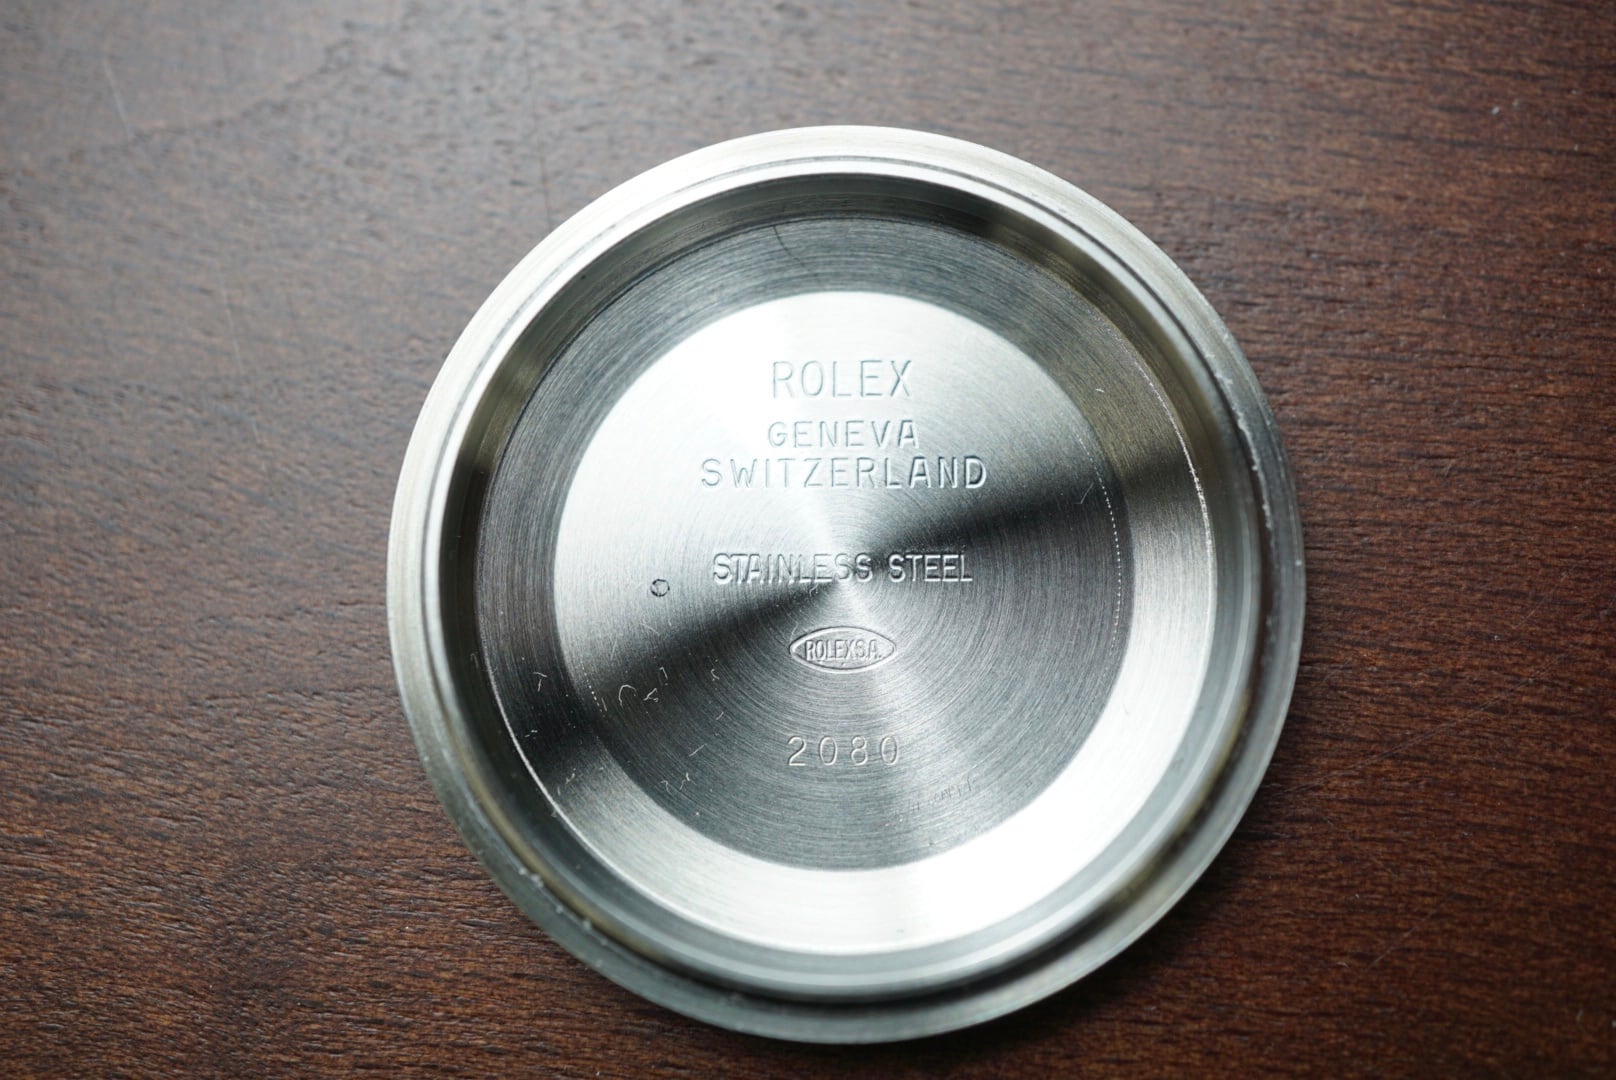 ROLEX
GENEVA
SWITZERLAND
STAINLESS STEEL
ROLEX S.A.
2080